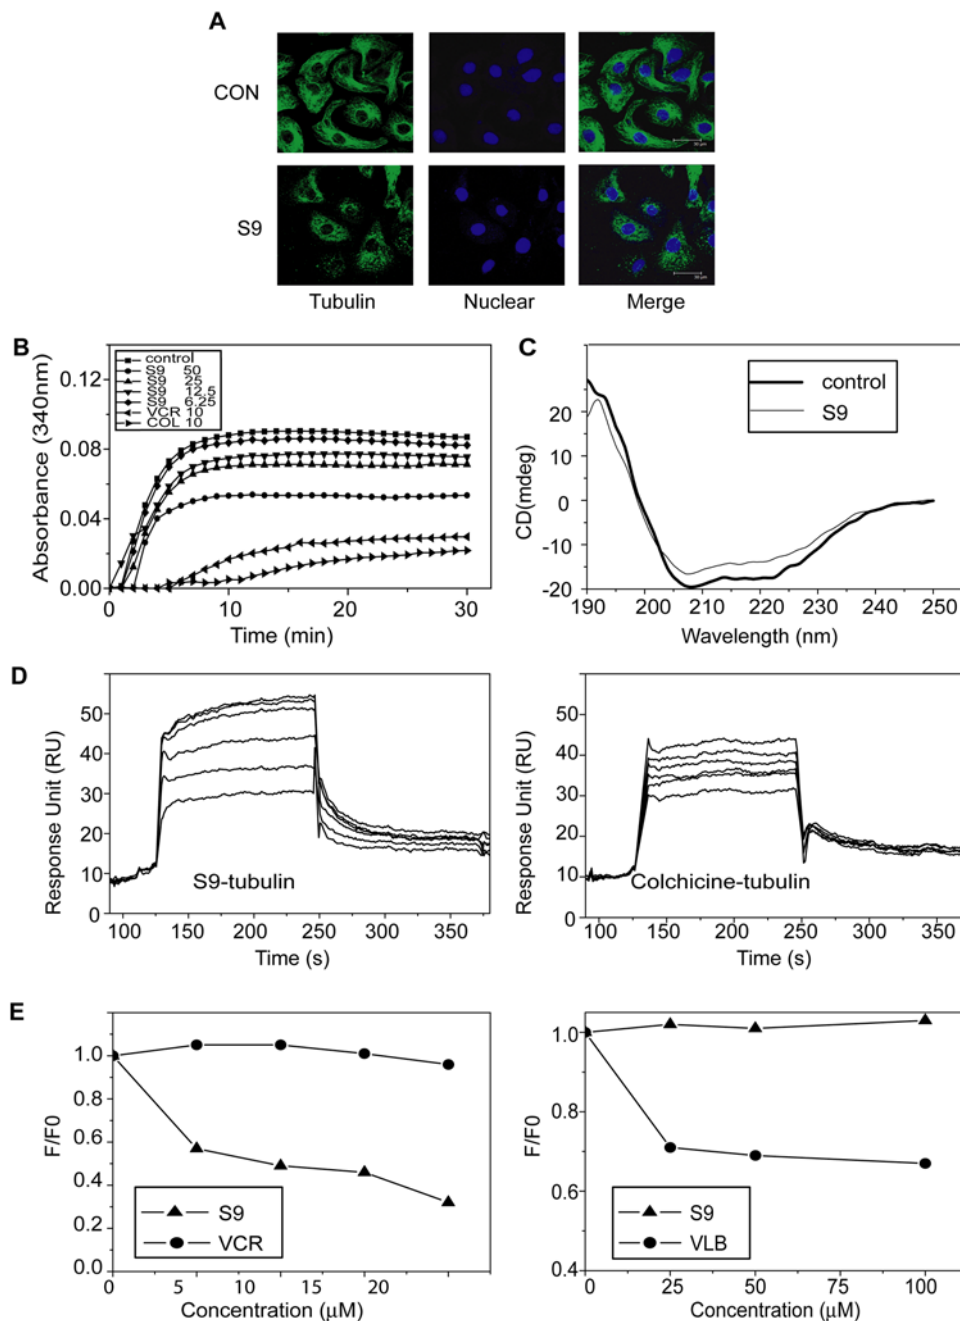 A
CON
S9
Tubulin Nuclear Merge
B
control
S9 50
S9 25
S9 12.5
S9 6.25
VCR 10
COL 10
Absorbance (340nm)
0.12
0.08
0.04
0.00
0 10 20 30
Time (min)
C
control
S9
CD(mdeg)
20
10
0
-10
-20
190 200 210 220 230 240 250
Wavelength (nm)
D
Response Unit (RU)
50
40
30
20
10
0
S9-tubulin
100 150 200 250 300 350
Time (s)
Response Unit (RU)
50
40
30
20
10
0
Colchicine-tubulin
100 150 200 250 300 350
Time (s)
E
F/F0
1.0
0.8
0.6
0.4
0.2
0.0
S9
VCR
0 5 10 15 20
Concentration (μM)
F/F0
1.0
0.8
0.6
0.4
S9
VLB
0 25 50 75 100
Concentration (μM)